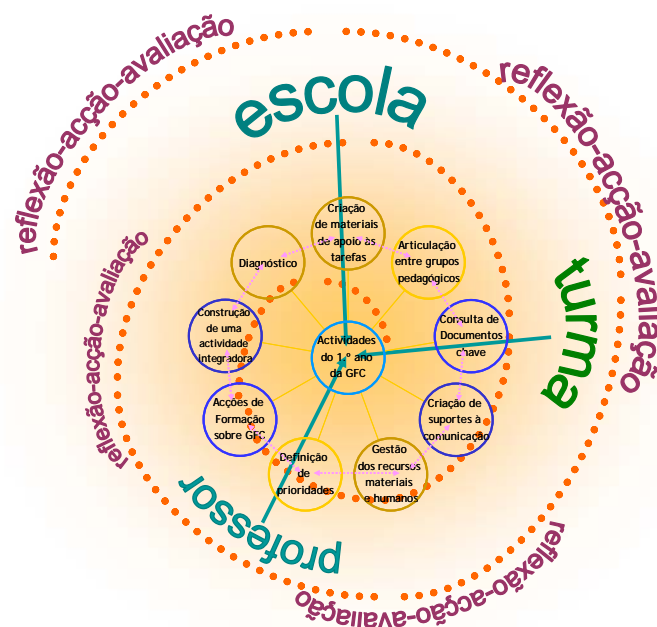 reflexão-acção-avaliação
escola
reflexão-acção-avaliação
Criação
de materiais
de apoio às
tarefas
Diagnóstico
Articulação
entre grupos
pedagógicos
reflexão-acção-avaliação
Construção
de uma
actividade
integradora
Consulta de
Documentos
chave
turma
Actividades
do 1.º ano
da GFC
Acções de
Formação
sobre GFC
Criação de
suportes à
comunicação
Definição
de
prioridades
Gestão
dos recursos
materiais
e humanos
professor
reflexão-acção-avaliação